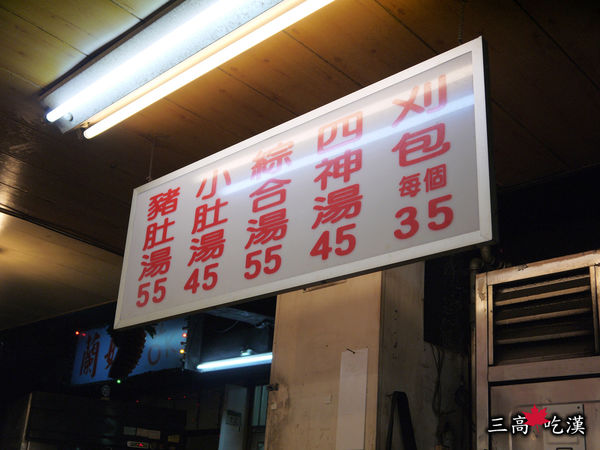 刈包 每個 35
四神湯 45
綜合湯 55
小肚湯 45
豬肚湯 55
蘭
三高 吃漢